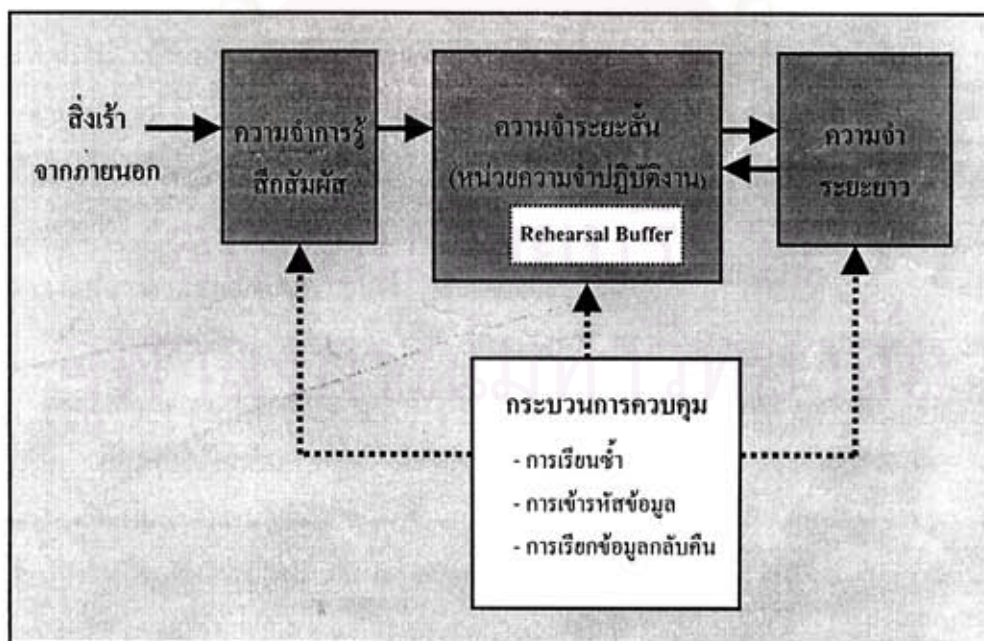 สิ่งเร้า
จากภายนอก
ความจำการรู้
สึกสัมผัส
ความจำระยะสั้น
(หน่วยความจำปฏิบัติงาน)
Rehearsal Buffer
ความจำ
ระยะยาว
กระบวนการควบคุม
- การเรียนซ้ำ
- การเข้ารหัสข้อมูล
- การเรียกข้อมูลกลับคืน